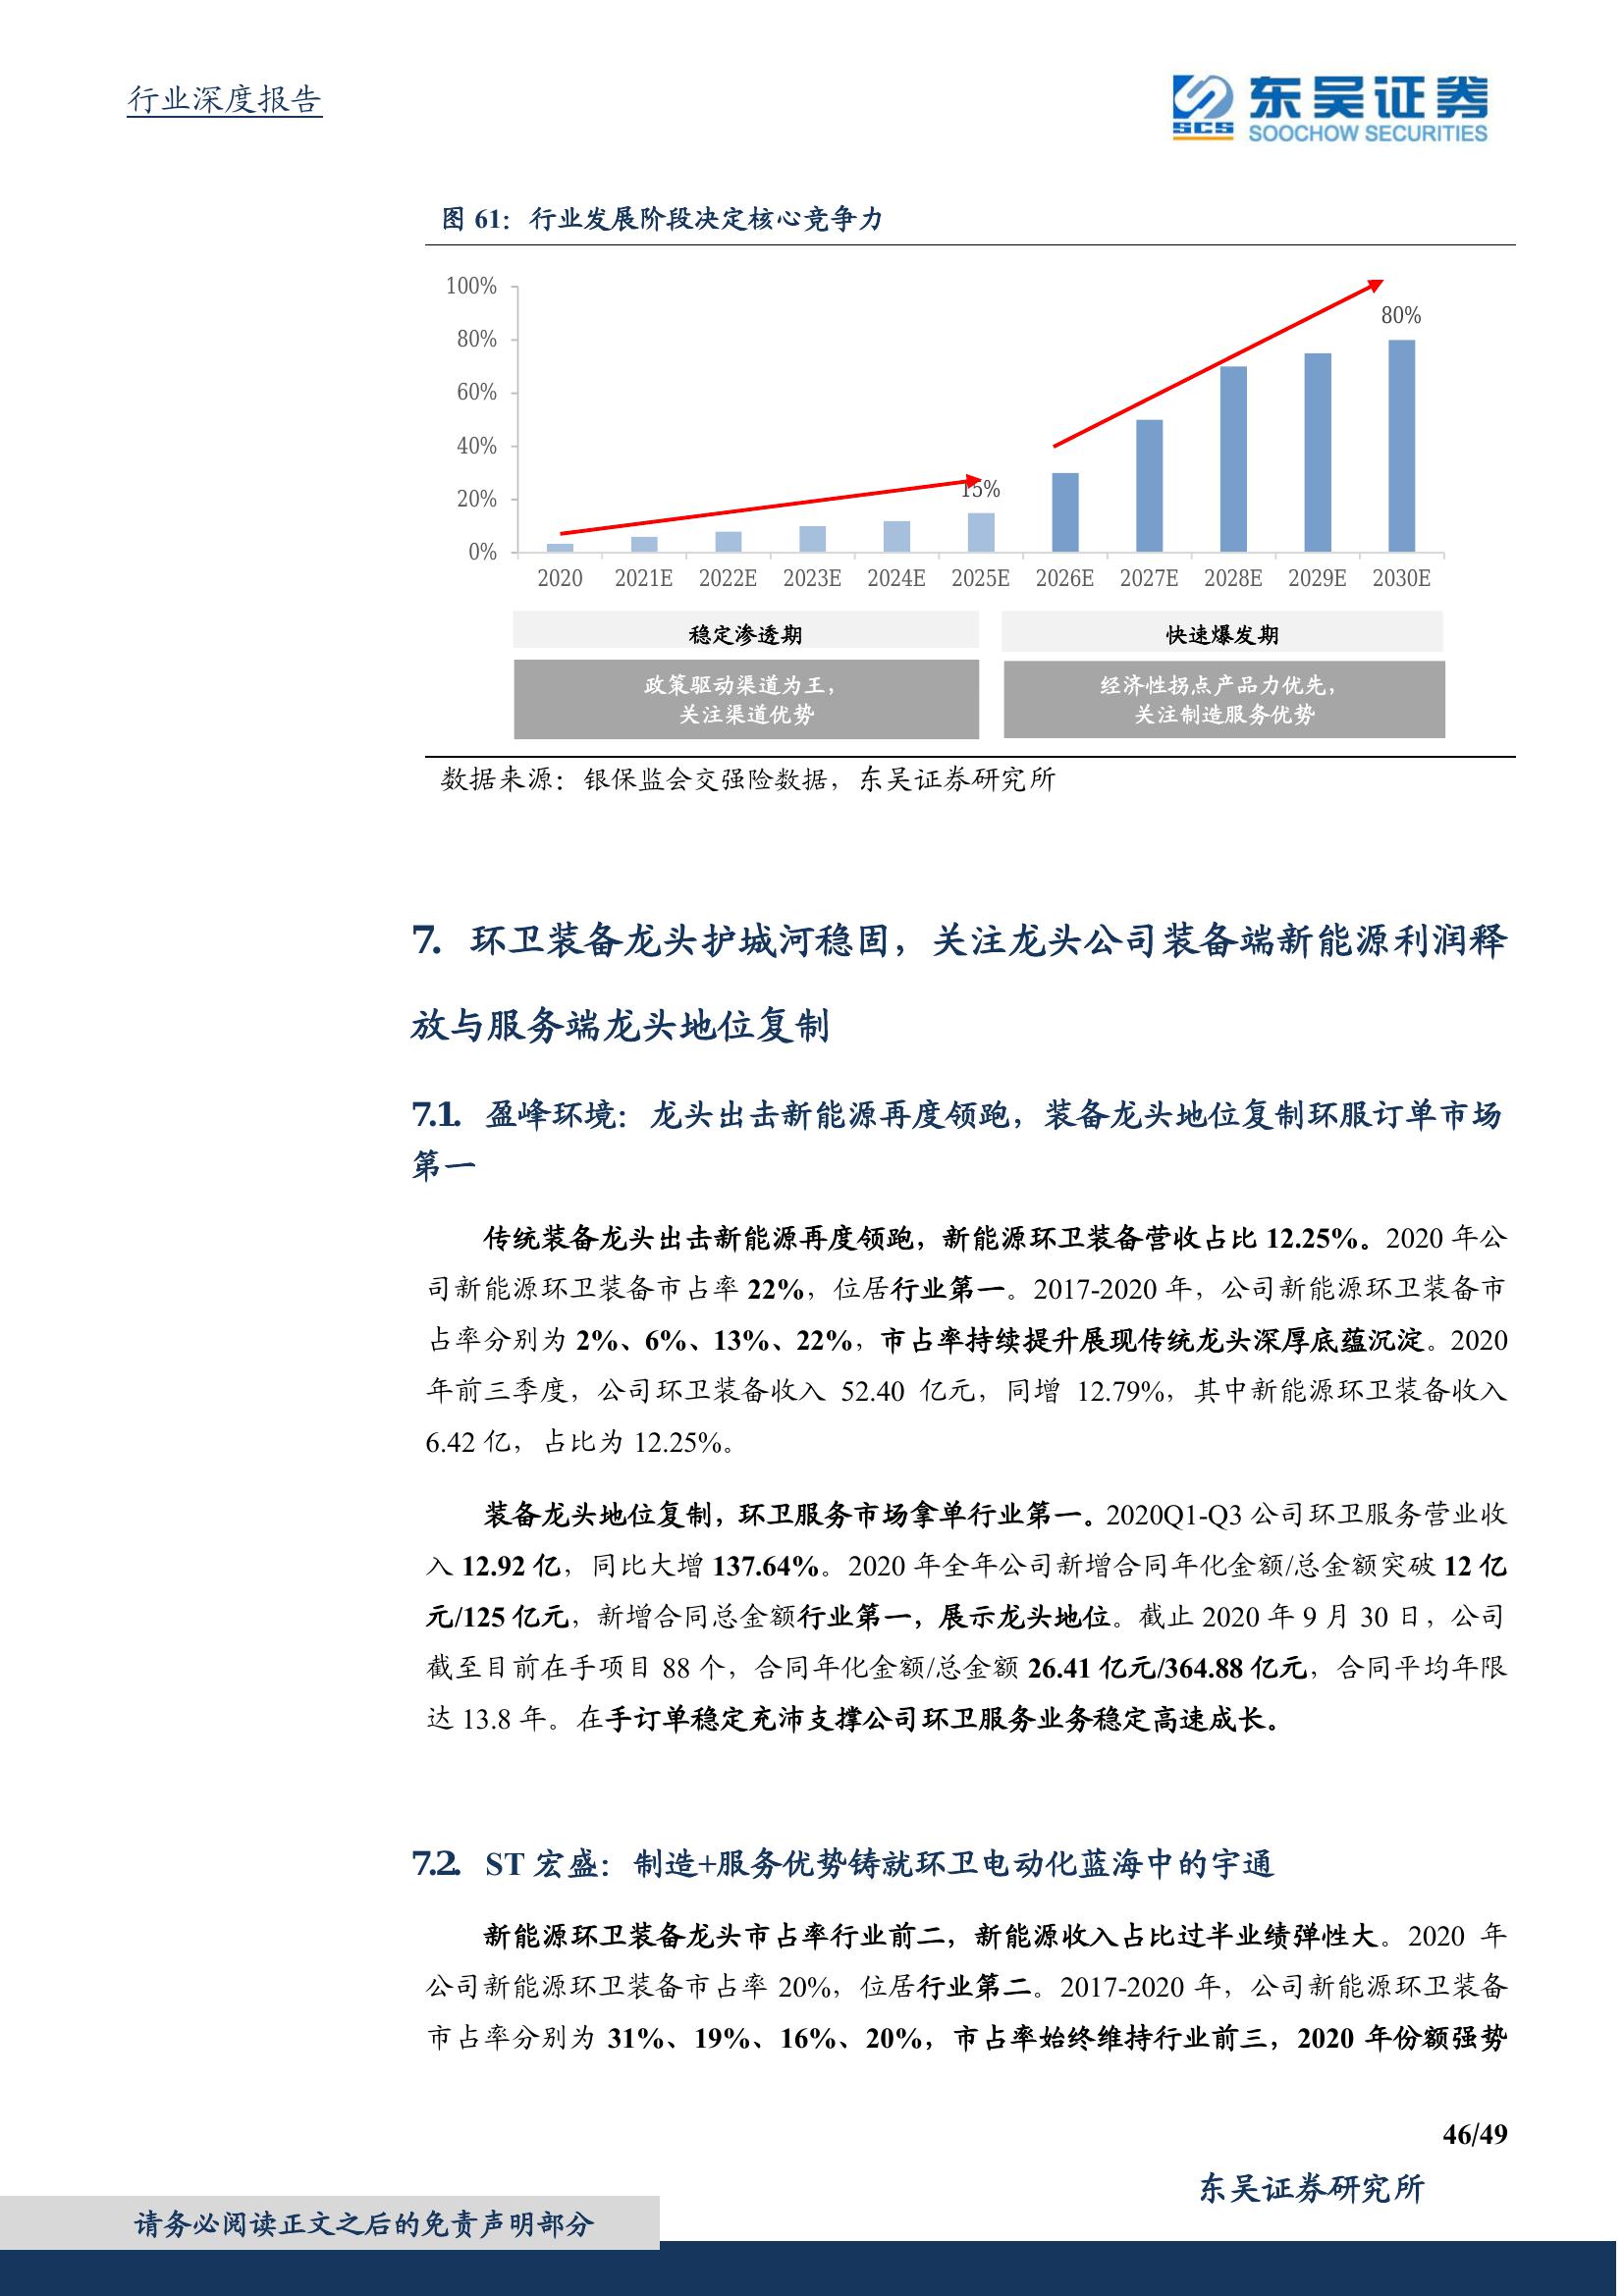 行业深度报告
SCS 东吴证券
SOOCHOW SECURITIES
图 61：行业发展阶段决定核心竞争力
100%
80%
60%
40%
20%
0%
15%
80%
2020 2021E 2022E 2023E 2024E 2025E 2026E 2027E 2028E 2029E 2030E
稳定渗透期 快速爆发期
政策驱动渠道为王，
关注渠道优势
经济性拐点产品力优先，
关注制造服务优势
数据来源：银保监会交强险数据，东吴证券研究所
7. 环卫装备龙头护城河稳固，关注龙头公司装备端新能源利润释
放与服务端龙头地位复制
7.1. 盈峰环境：龙头出击新能源再度领跑，装备龙头地位复制环服订单市场
第一
传统装备龙头出击新能源再度领跑，新能源环卫装备营收占比 12.25%。2020 年公
司新能源环卫装备市占率 22%，位居行业第一。2017-2020 年，公司新能源环卫装备市
占率分别为 2%、6%、13%、22%，市占率持续提升展现传统龙头深厚底蕴沉淀。2020
年前三季度，公司环卫装备收入 52.40 亿元，同增 12.79%，其中新能源环卫装备收入
6.42 亿，占比为 12.25%。
装备龙头地位复制，环卫服务市场拿单行业第一。2020Q1-Q3 公司环卫服务营业收
入 12.92 亿，同比大增 137.64%。2020 年全年公司新增合同年化金额/总金额突破 12 亿
元/125 亿元，新增合同总金额行业第一，展示龙头地位。截止 2020 年 9 月 30 日，公司
截至目前在手项目 88 个，合同年化金额/总金额 26.41 亿元/364.88 亿元，合同平均年限
达 13.8 年。在手订单稳定充沛支撑公司环卫服务业务稳定高速成长。
7.2. ST 宏盛：制造+服务优势铸就环卫电动化蓝海中的宇通
新能源环卫装备龙头市占率行业前二，新能源收入占比过半业绩弹性大。2020 年
公司新能源环卫装备市占率 20%，位居行业第二。2017-2020 年，公司新能源环卫装备
市占率分别为 31%、19%、16%、20%，市占率始终维持行业前三，2020 年份额强势
46/49
东吴证券研究所
请务必阅读正文之后的免责声明部分